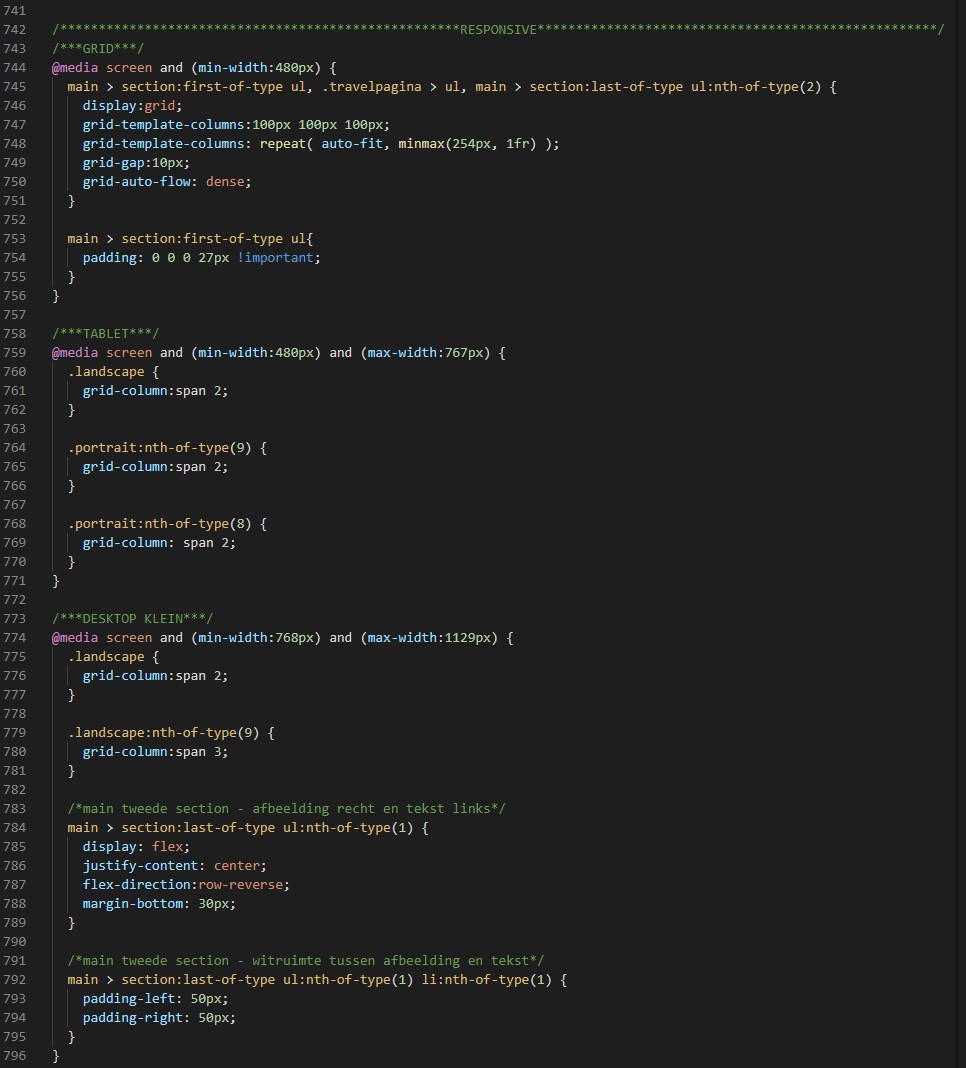 741
742 /****************************************************RESPONSIVE****************************************************/
743 /***GRID***/
744 @media screen and (min-width:480px) {
745   main > section:first-of-type ul, .travelpagina > ul, main > section:last-of-type ul:nth-of-type(2) {
746     display:grid;
747     grid-template-columns:100px 100px 100px;
748     grid-template-columns: repeat( auto-fit, minmax(254px, 1fr) );
749     grid-gap:10px;
750     grid-auto-flow: dense;
751   }
752
753   main > section:first-of-type ul{
754     padding: 0 0 0 27px !important;
755   }
756 }
757
758 /***TABLET***/
759 @media screen and (min-width:480px) and (max-width:767px) {
760   .landscape {
761     grid-column:span 2;
762   }
763
764   .portrait:nth-of-type(9) {
765     grid-column:span 2;
766   }
767
768   .portrait:nth-of-type(8) {
769     grid-column: span 2;
770   }
771 }
772
773 /***DESKTOP KLEIN***/
774 @media screen and (min-width:768px) and (max-width:1129px) {
775   .landscape {
776     grid-column:span 2;
777   }
778
779   .landscape:nth-of-type(9) {
780     grid-column:span 3;
781   }
782
783   /*main tweede section - afbeelding recht en tekst links*/
784   main > section:last-of-type ul:nth-of-type(1) {
785     display: flex;
786     justify-content: center;
787     flex-direction:row-reverse;
788     margin-bottom: 30px;
789   }
790
791   /*main tweede section - witruimte tussen afbeelding en tekst*/
792   main > section:last-of-type ul:nth-of-type(1) li:nth-of-type(1) {
793     padding-left: 50px;
794     padding-right: 50px;
795   }
796 }